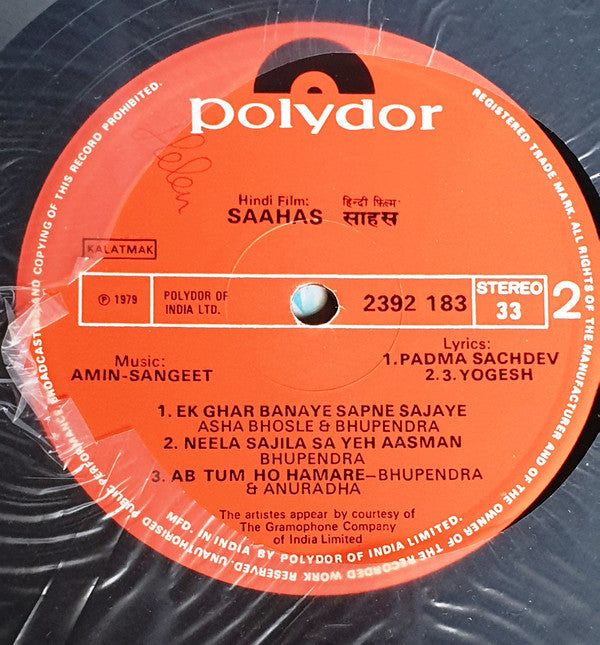 polydor
Helen
Hindi Film: हिन्दी फ़िल्म:
SAAHAS साहस
KALATMAK
℗ 1979
POLYDOR OF
INDIA LTD.
2392 183
STEREO
33
2
Music:
AMIN-SANGEET
Lyrics:
1.PADMA SACHDEV
2.3.YOGESH
1. EK GHAR BANAYE SAPNE SAJAYE
ASHA BHOSLE & BHUPENDRA
2. NEELA SAJILA SA YEH AASMAN
BHUPENDRA
3. AB TUM HO HAMARE—BHUPENDRA
& ANURADHA
The artistes appear by courtesy of
The Gramophone Company
of India Limited
MFD. IN INDIA BY POLYDOR OF INDIA LIMITED.
REGISTERED TRADE MARK. ALL RIGHTS OF THE MANUFACTURER AND OF THE OWNER OF THE RECORDED WORK RESERVED. UNAUTHORISED PUBLIC PERFORMANCE BROADCASTING AND COPYING OF THIS RECORD PROHIBITED.